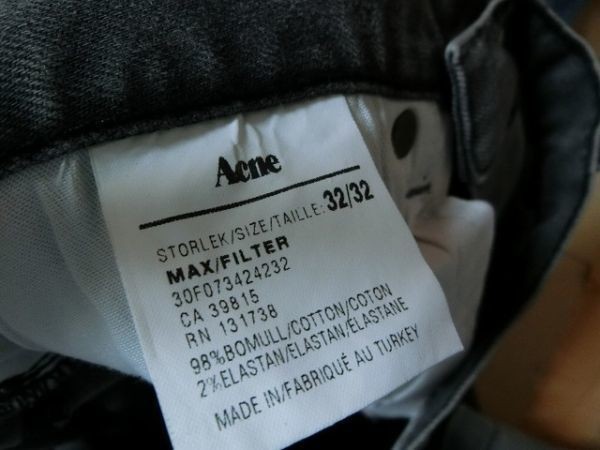 Acne
STORLEK/SIZE/TAILLE: 32/32
MAX/FILTER
30F073424232
CA 39815
RN 131738
98%BOMULL/COTTON/COTON
2%ELASTAN/ELASTAN/ELASTANE
MADE IN/FABRIQUÉ AU TURKEY